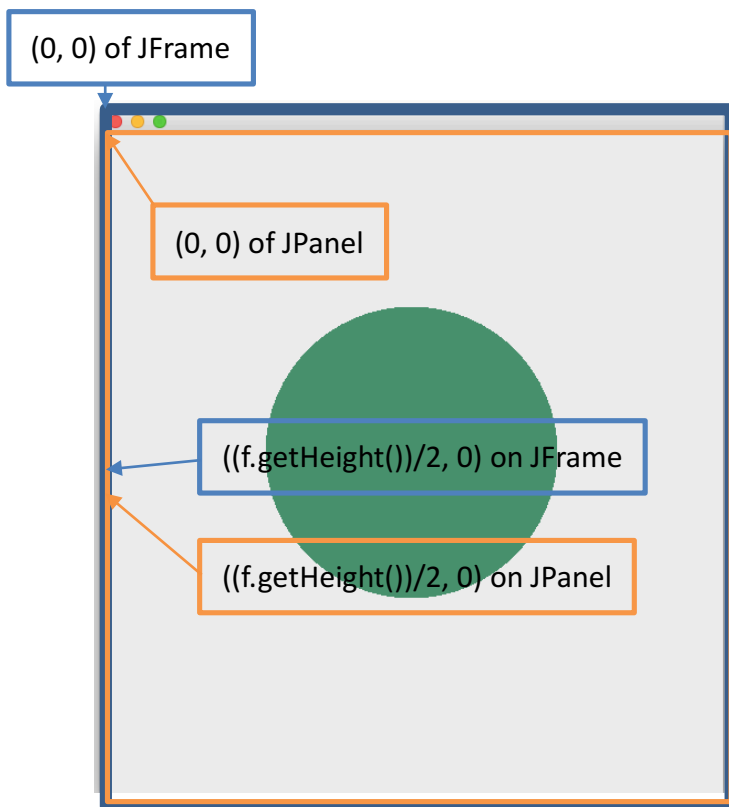 (0, 0) of JFrame
(0, 0) of JPanel
((f.getHeight())/2, 0) on JFrame
((f.getHeight())/2, 0) on JPanel